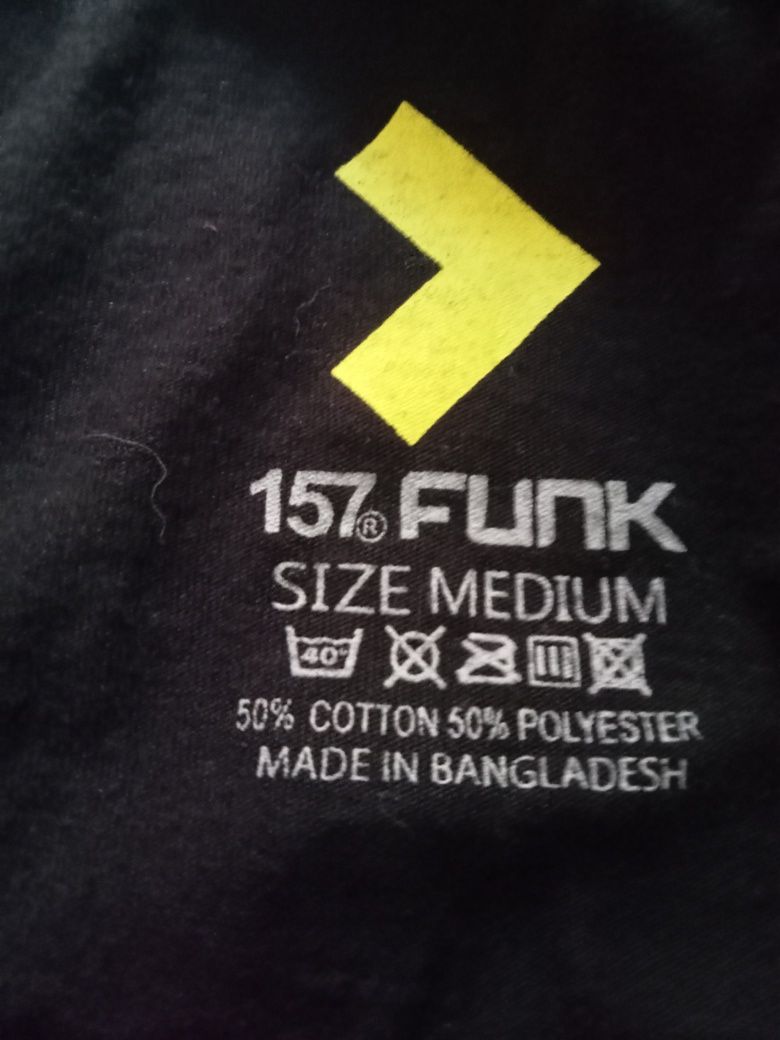 157® FUNK
SIZE MEDIUM
40°
50% COTTON 50% POLYESTER
MADE IN BANGLADESH